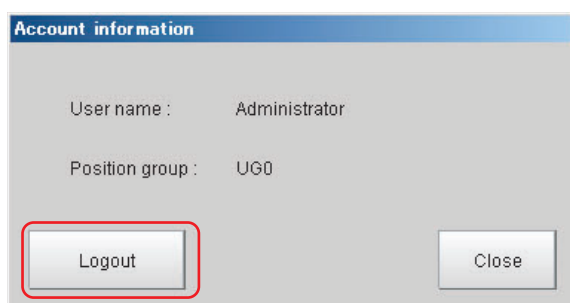 Account information
User name : Administrator
Position group : UG0
Logout Close